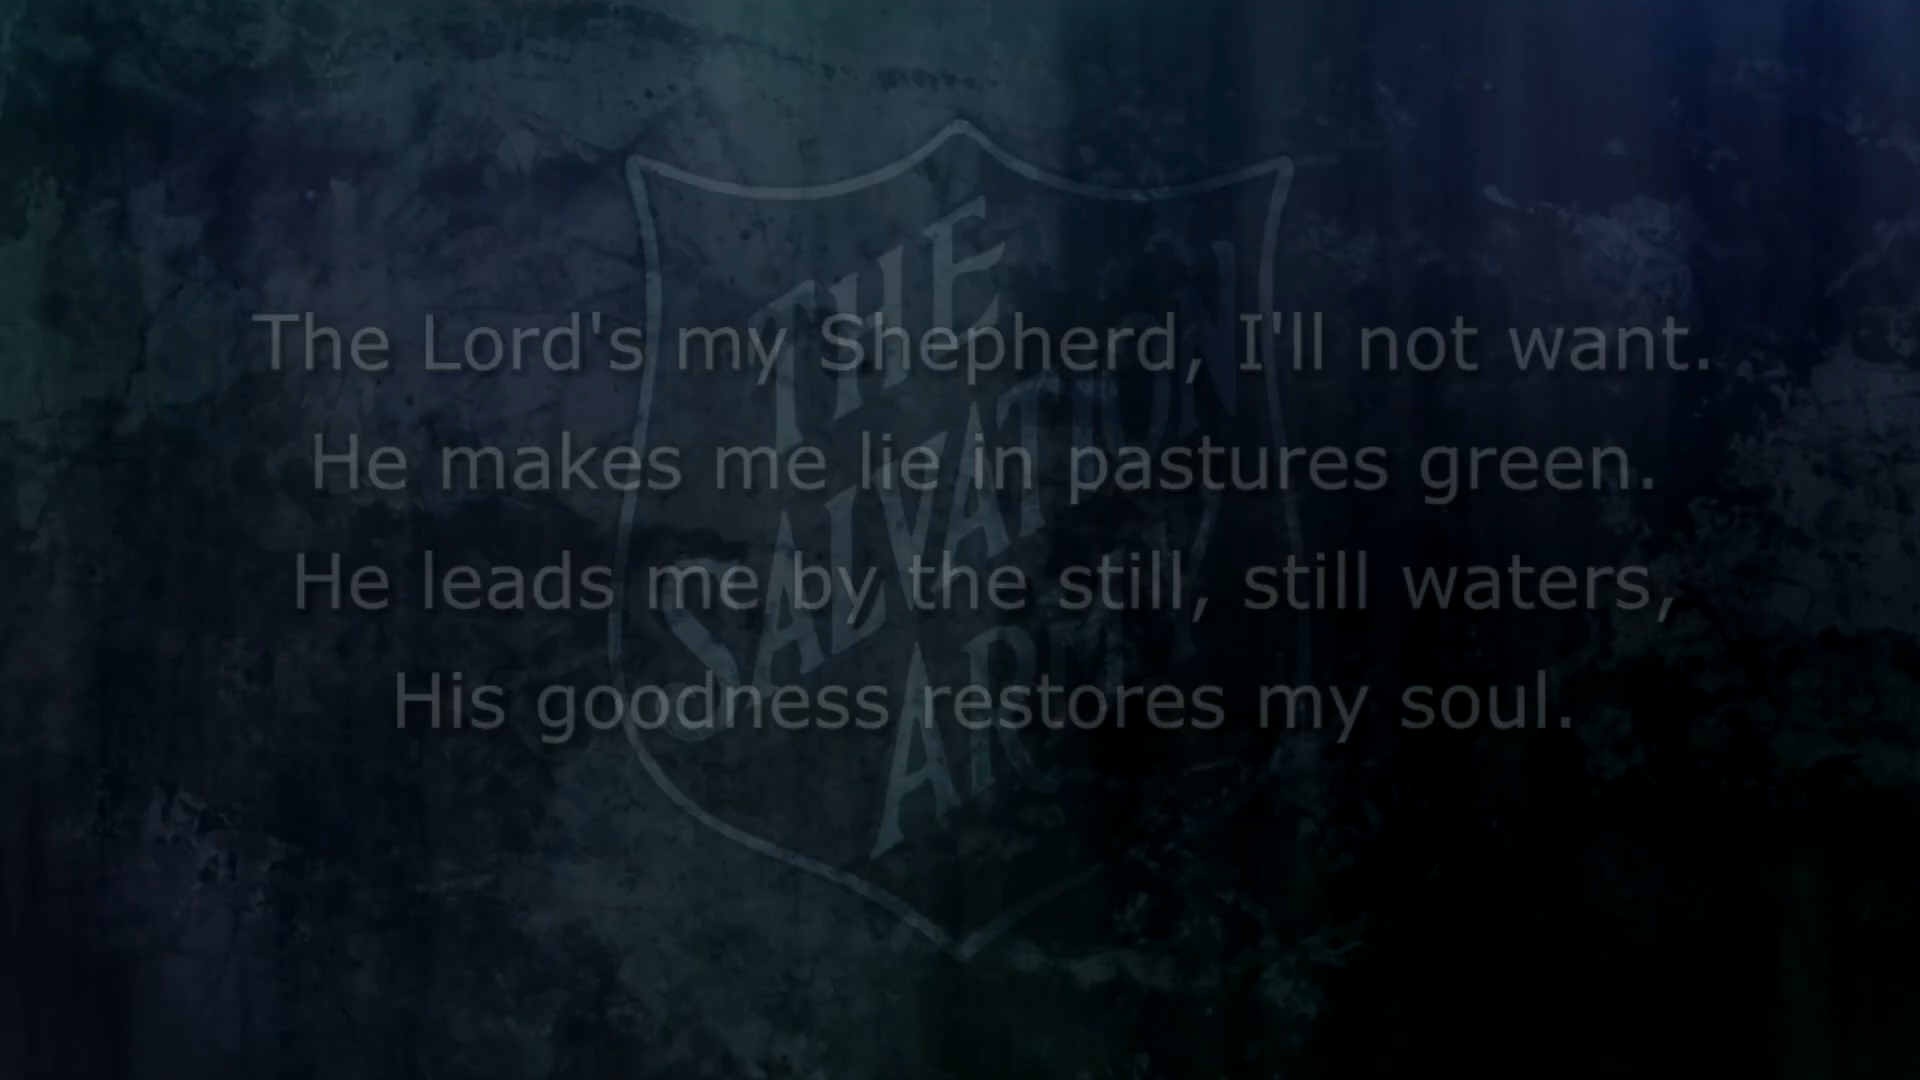 THE
SALVATION
ARMY
The Lord's my Shepherd, I'll not want.
He makes me lie in pastures green.
He leads me by the still, still waters,
His goodness restores my soul.